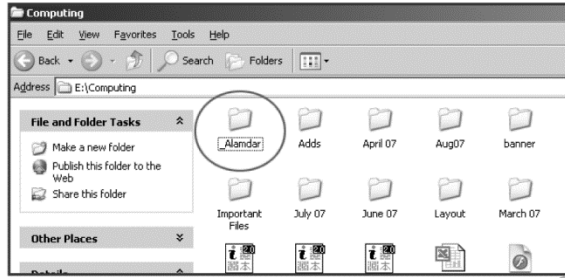 Computing
File Edit View Favorites Tools Help
Back Search Folders
Address E:\Computing
File and Folder Tasks
Make a new folder
Publish this folder to the
Web
Share this folder
Other Places
Details
_Alamdar Adds April 07 Aug07 banner
Important
Files July 07 June 07 Layout March 07